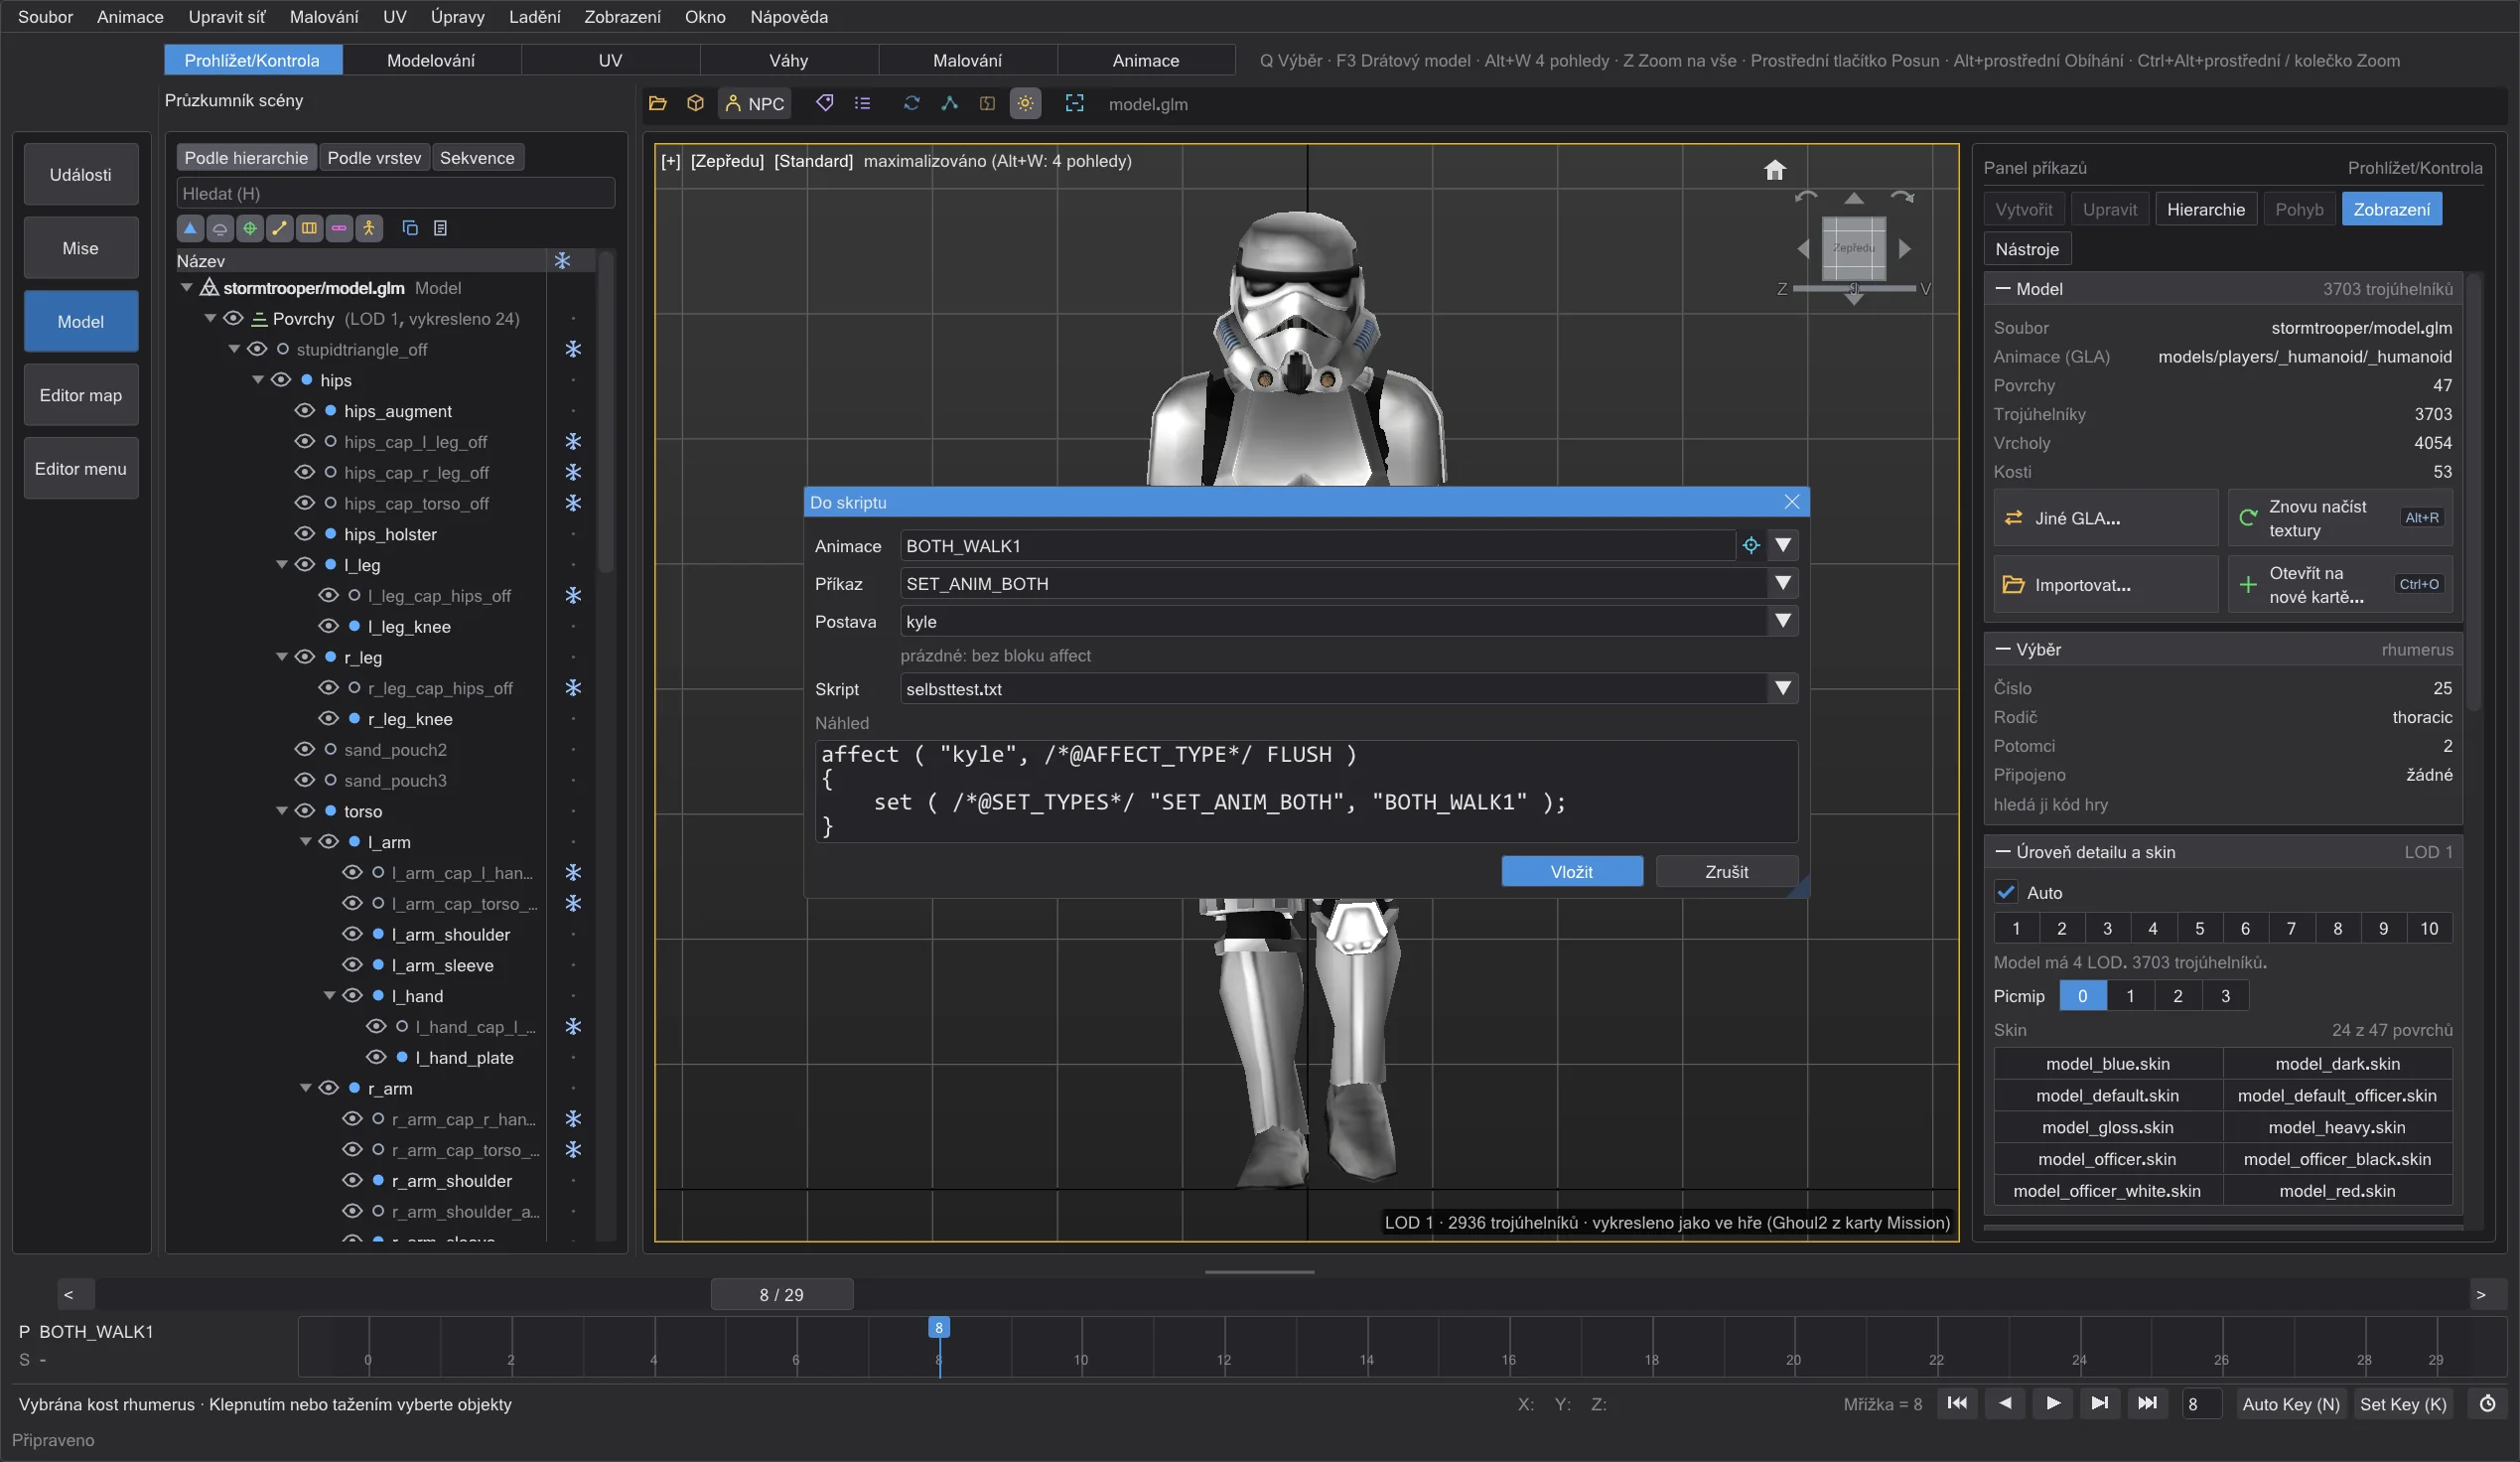 Soubor Animace Upravit síť Malování UV Úpravy Ladění Zobrazení Okno Nápověda
Prohlížet/Kontrola Modelování UV Váhy Malování Animace Q Výběr · F3 Drátový model · Alt+W 4 pohledy · Z Zoom na vše · Prostřední tlačítko Posun · Alt+prostřední Obíhání · Ctrl+Alt+prostřední / kolečko Zoom
Průzkumník scény
NPC model.glm
Události
Mise
Model
Editor map
Editor menu
Podle hierarchie Podle vrstev Sekvence
Hledat (H)
Název
stormtrooper/model.glm Model
Povrchy (LOD 1, vykresleno 24)
stupidtriangle_off
hips
hips_augment
hips_cap_l_leg_off
hips_cap_r_leg_off
hips_cap_torso_off
hips_holster
l_leg
l_leg_cap_hips_off
l_leg_knee
r_leg
r_leg_cap_hips_off
r_leg_knee
sand_pouch2
sand_pouch3
torso
l_arm
l_arm_cap_l_han...
l_arm_cap_torso_...
l_arm_shoulder
l_arm_sleeve
l_hand
l_hand_cap_l_...
l_hand_plate
r_arm
r_arm_cap_r_han...
r_arm_cap_torso_...
r_arm_shoulder
r_arm_shoulder_a...
r_arm_sleeve
[+] [Zepředu] [Standard] maximalizováno (Alt+W: 4 pohledy)
Zepředu
Z V
Do skriptu
Animace BOTH_WALK1
Příkaz SET_ANIM_BOTH
Postava kyle
prázdné: bez bloku affect
Skript selbsttest.txt
Náhled
affect ( "kyle", /*@AFFECT_TYPE*/ FLUSH )
{
set ( /*@SET_TYPES*/ "SET_ANIM_BOTH", "BOTH_WALK1" );
}
Vložit Zrušit
LOD 1 · 2936 trojúhelníků · vykresleno jako ve hře (Ghoul2 z karty Mission)
Panel příkazů Prohlížet/Kontrola
Vytvořit Upravit Hierarchie Pohyb Zobrazení
Nástroje
Model 3703 trojúhelníků
Soubor stormtrooper/model.glm
Animace (GLA) models/players/_humanoid/_humanoid
Povrchy 47
Trojúhelníky 3703
Vrcholy 4054
Kosti 53
Jiné GLA... Znovu načíst textury Alt+R
Importovat... Otevřít na nové kartě... Ctrl+O
Výběr rhumerus
Číslo 25
Rodič thoracic
Potomci 2
Připojeno žádné
hledá ji kód hry
Úroveň detailu a skin LOD 1
Auto
1 2 3 4 5 6 7 8 9 10
Model má 4 LOD. 3703 trojúhelníků.
Picmip 0 1 2 3
Skin 24 z 47 povrchů
model_blue.skin model_dark.skin
model_default.skin model_default_officer.skin
model_gloss.skin model_heavy.skin
model_officer.skin model_officer_black.skin
model_officer_white.skin model_red.skin
< 8 / 29 >
P BOTH_WALK1
8
S -
0 2 4 6 8 10 12 14 16 18 20 22 24 26 28 29
Vybrána kost rhumerus · Klepnutím nebo tažením vyberte objekty X: Y: Z: Mřížka = 8 8 Auto Key (N) Set Key (K)
Připraveno